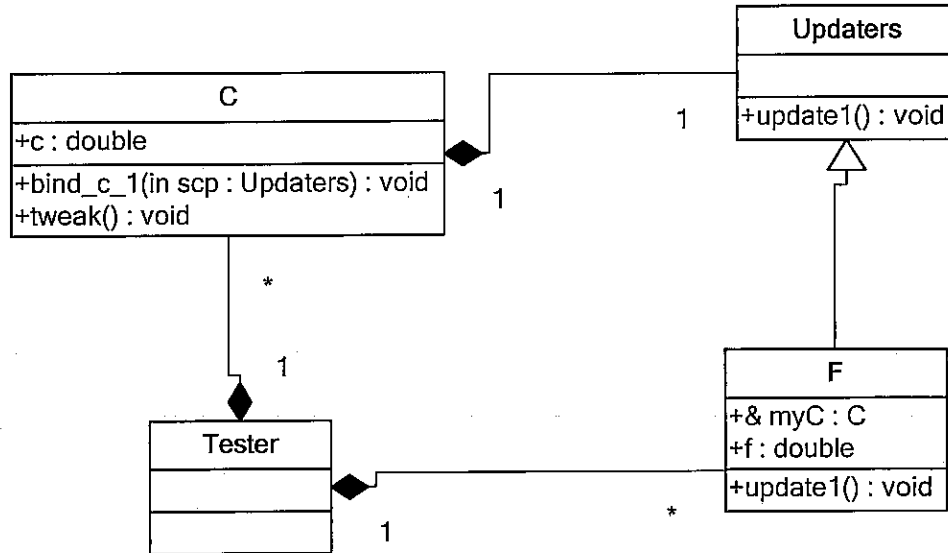 Updaters
+update1() : void
C
+c : double
+bind_c_1(in scp : Updaters) : void
+tweak() : void
1
1
*
1
F
+& myC : C
+f : double
+update1() : void
Tester
1
*